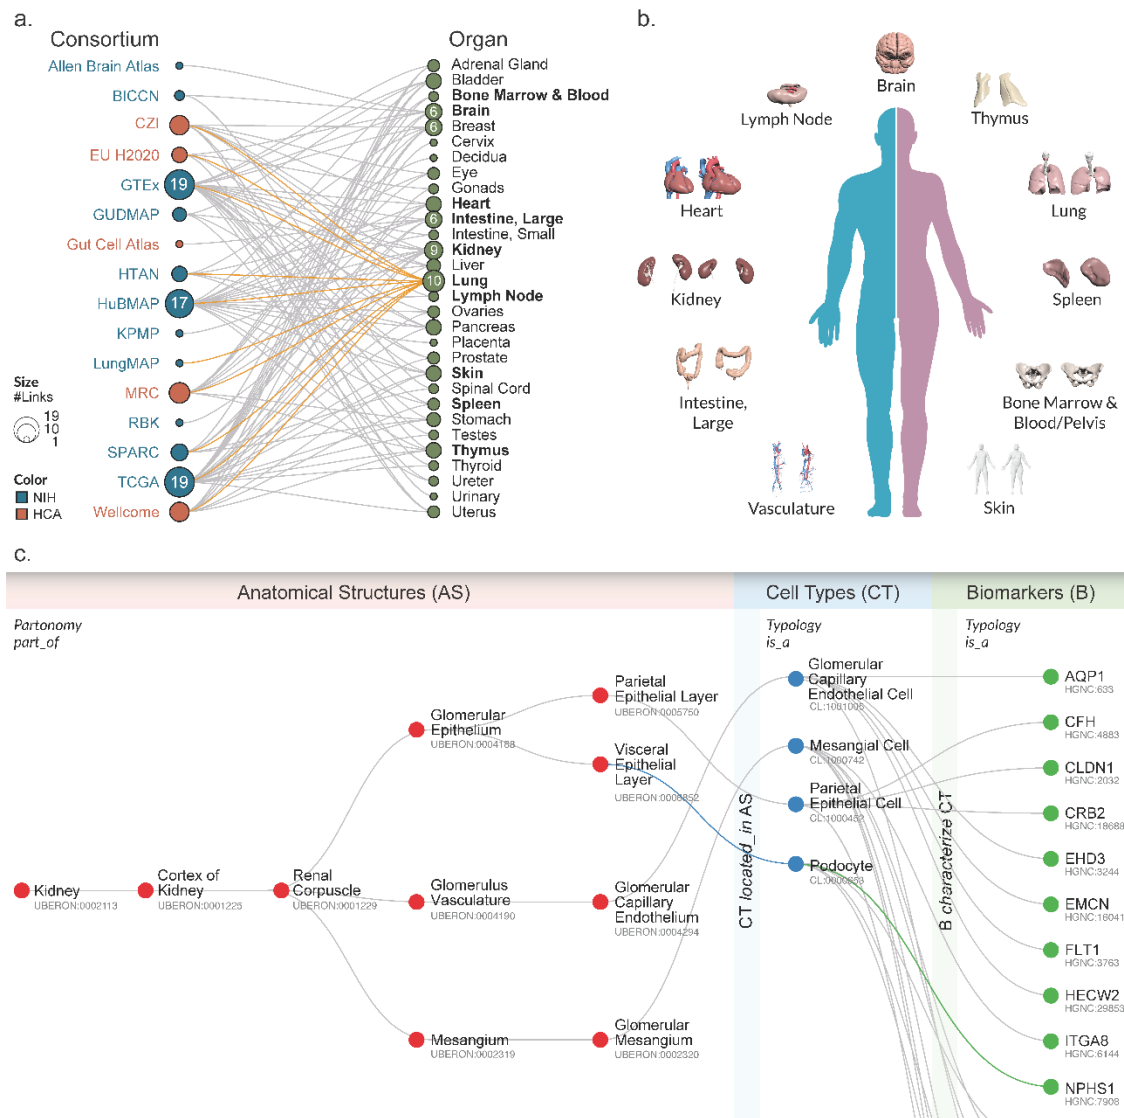 a.
Consortium
Organ
Allen Brain Atlas
BICCN
CZI
EU H2020
GTEx
19
GUDMAP
Gut Cell Atlas
HTAN
HuBMAP
17
KPMP
LungMAP
MRC
RBK
SPARC
TCGA
19
Wellcome
Size
#Links
19
10
1
Color
NIH
HCA
Adrenal Gland
Bladder
Bone Marrow & Blood
6
Brain
6
Breast
Cervix
Decidua
Eye
Gonads
Heart
6
Intestine, Large
Intestine, Small
9
Kidney
Liver
10
Lung
Lymph Node
Ovaries
Pancreas
Placenta
Prostate
Skin
Spinal Cord
Spleen
Stomach
Testes
Thymus
Thyroid
Ureter
Urinary
Uterus
b.
Brain
Lymph Node
Thymus
Heart
Lung
Kidney
Spleen
Intestine,
Large
Bone Marrow &
Blood/Pelvis
Vasculature
Skin
c.
Anatomical Structures (AS)
Cell Types (CT)
Biomarkers (B)
Partonomy
part_of
Typology
is_a
Typology
is_a
Kidney
UBERON:0002113
Cortex of
Kidney
UBERON:0001225
Renal
Corpuscle
UBERON:0001229
Glomerular
Epithelium
UBERON:0004188
Glomerulus
Vasculature
UBERON:0004190
Mesangium
UBERON:0002319
Parietal
Epithelial Layer
UBERON:0005750
Visceral
Epithelial
Layer
Glomerular
Capillary
Endothelium
UBERON:0004294
Glomerular
Mesangium
UBERON:0002320
CT located_in AS
Glomerular
Capillary
Endothelial Cell
CL:1001005
Mesangial Cell
CL:1000742
Parietal
Epithelial Cell
CL:1000452
Podocyte
CL:0000653
B characterize CT
AQP1
HGNC:633
CFH
HGNC:4883
CLDN1
HGNC:2032
CRB2
HGNC:18688
EHD3
HGNC:3244
EMCN
HGNC:16041
FLT1
HGNC:3763
HECW2
HGNC:29853
ITGA8
HGNC:6144
NPHS1
HGNC:7908